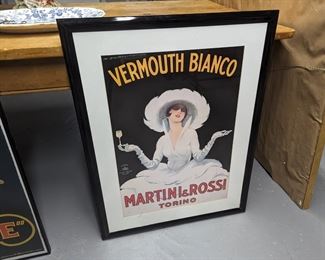 VERMOUTH BIANCO
MARTINI & ROSSI
TORINO
E